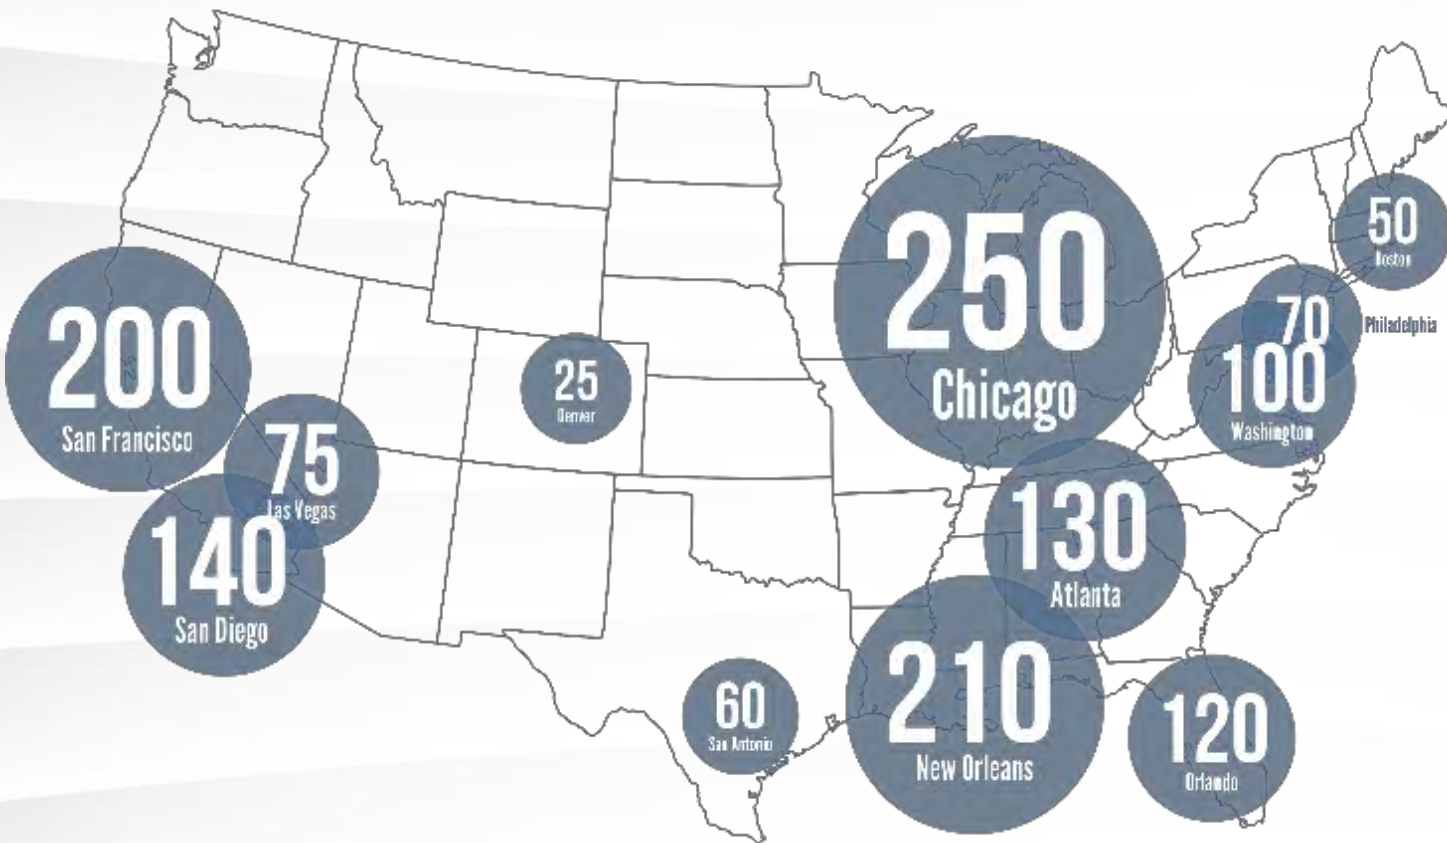 250
Chicago
50
Boston
200
San Francisco
70
Philadelphia
100
Washington
25
Denver
75
Las Vegas
130
Atlanta
140
San Diego
210
New Orleans
60
San Antonio
120
Orlando